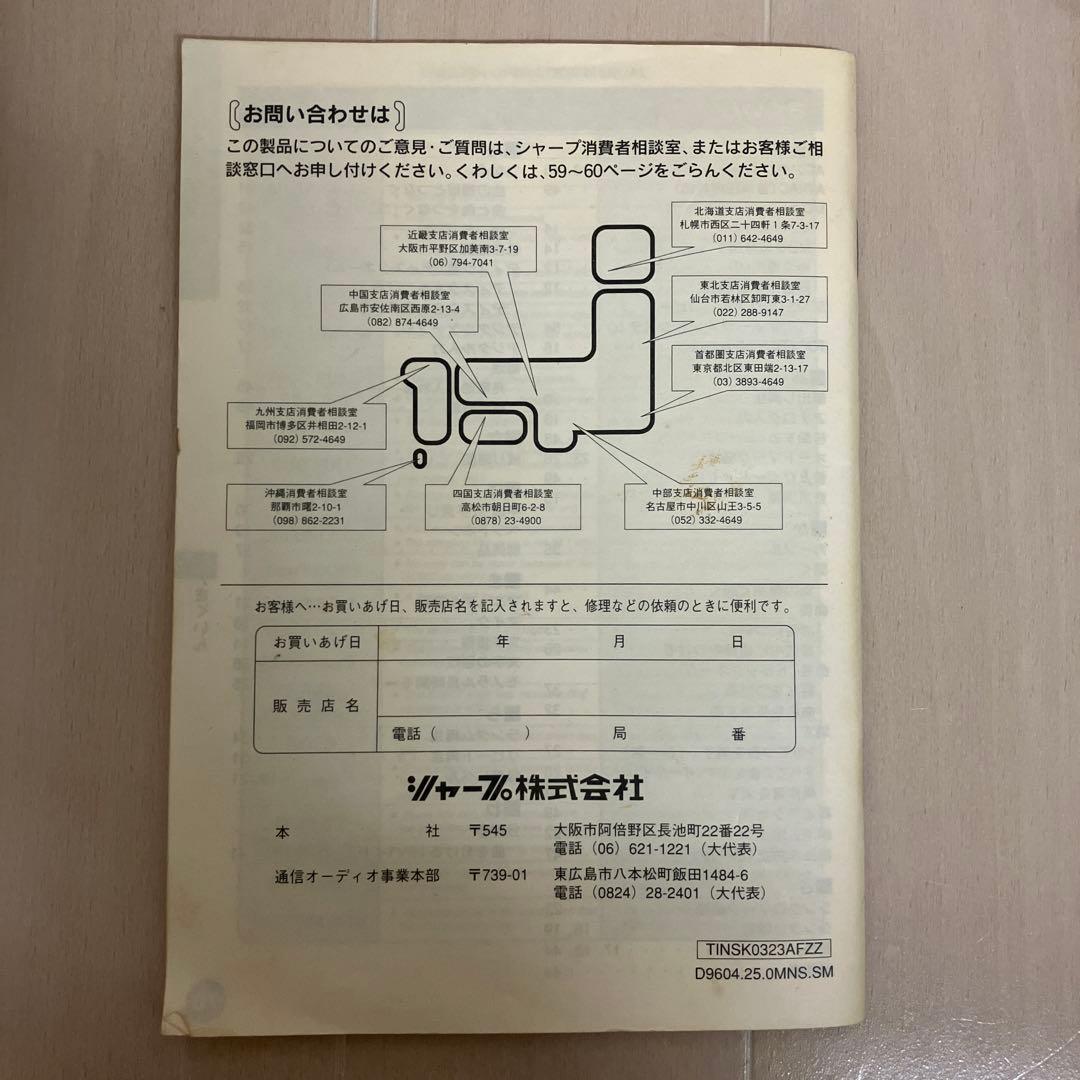 お問い合わせは
この製品についてのご意見・ご質問は、シャープ消費者相談室、またはお客様ご相
談窓口へお申し付けください。くわしくは、59〜60ページをごらんください。
北海道支店消費者相談室
札幌市西区二十四軒1条7-3-17
(011) 642-4649
近畿支店消費者相談室
大阪市平野区加美南3-7-19
(06) 794-7041
東北支店消費者相談室
仙台市若林区卸町東3-1-27
(022) 288-9147
中国支店消費者相談室
広島市安佐南区西原2-13-4
(082) 874-4649
首都圏支店消費者相談室
東京都北区東田端2-13-17
(03) 3893-4649
九州支店消費者相談室
福岡市博多区井相田2-12-1
(092) 572-4649
沖縄消費者相談室
那覇市曙2-10-1
(098) 862-2231
四国支店消費者相談室
高松市朝日町6-2-8
(0878) 23-4900
中部支店消費者相談室
名古屋市中川区山王3-5-5
(052) 332-4649
お客様へ…お買いあげ日、販売店名を記入されますと、修理などの依頼のときに便利です。
お買いあげ日 年 月 日
販売店名
電話( ) 局 番
シャープ株式会社
本社 〒545 大阪市阿倍野区長池町22番22号
電話 (06) 621-1221 (大代表)
通信オーディオ事業本部 〒739-01 東広島市八本松町飯田1484-6
電話 (0824) 28-2401 (大代表)
TINSK0323AFZZ
D9604.25.0MNS.SM